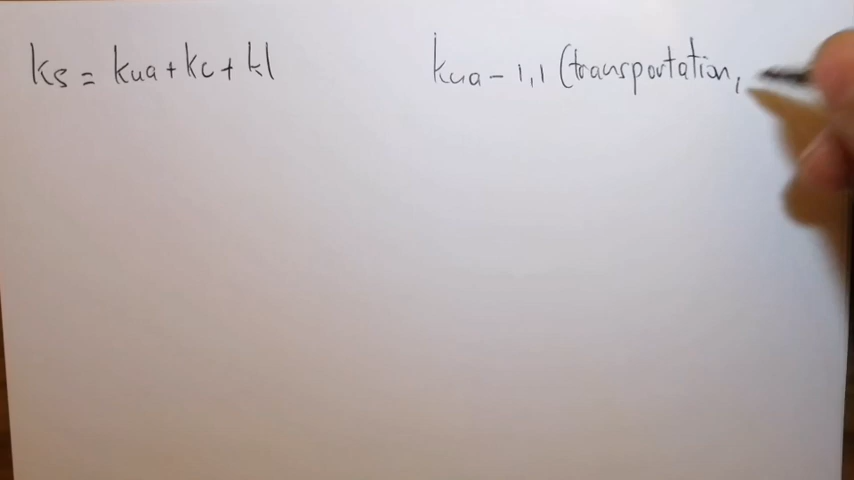 ks = kua + kc + kl
kua - 1,1 (transportation,